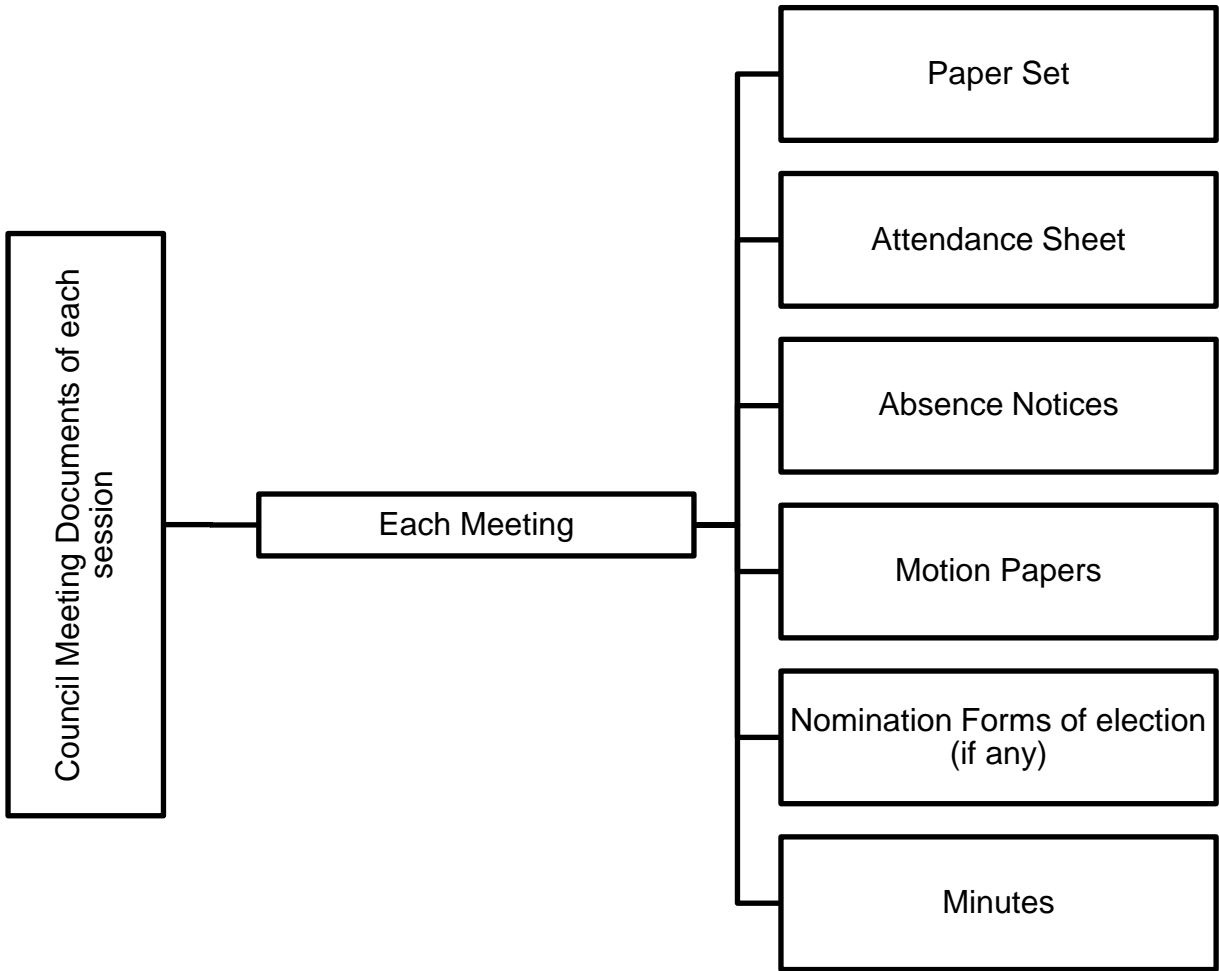 Council Meeting Documents of each
session
Each Meeting
Paper Set
Attendance Sheet
Absence Notices
Motion Papers
Nomination Forms of election
(if any)
Minutes